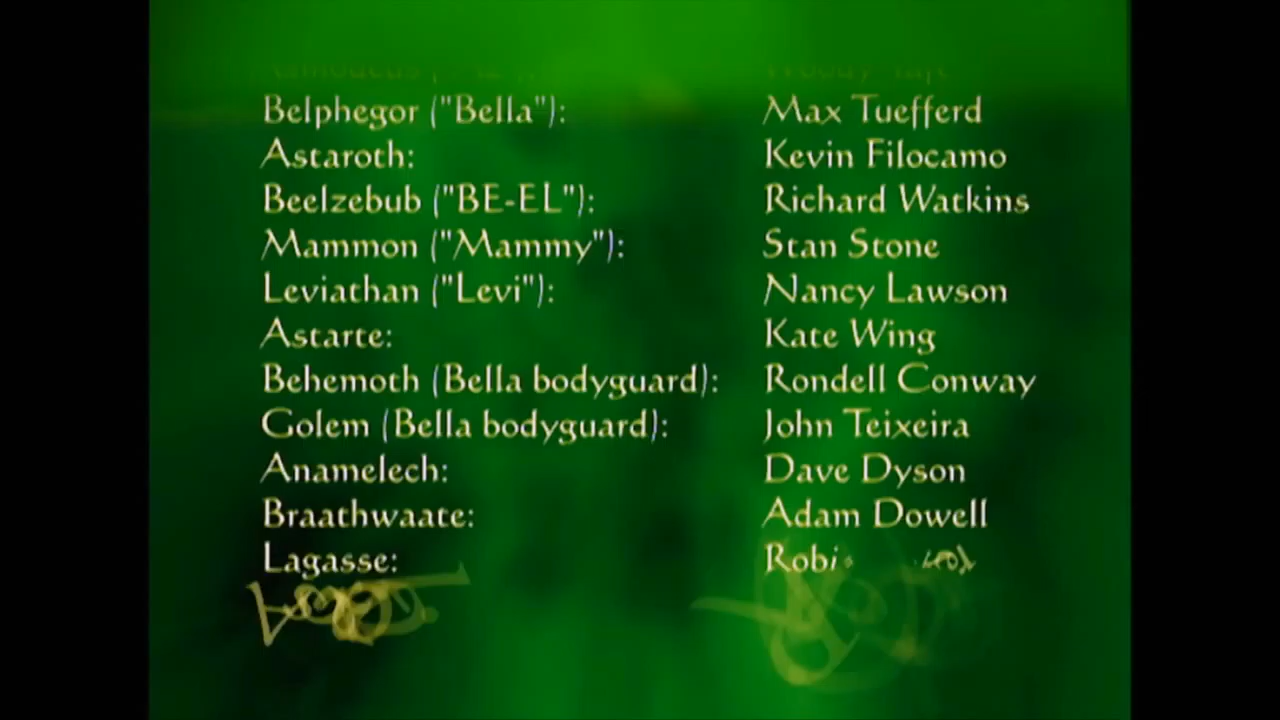 Belphegor ("Bella"): Max Tuefferd
Astaroth: Kevin Filocamo
Beelzebub ("BE-EL"): Richard Watkins
Mammon ("Mammy"): Stan Stone
Leviathan ("Levi"): Nancy Lawson
Astarte: Kate Wing
Behemoth (Bella bodyguard): Rondell Conway
Golem (Bella bodyguard): John Teixeira
Anamelech: Dave Dyson
Braathwaate: Adam Dowell
Lagasse: